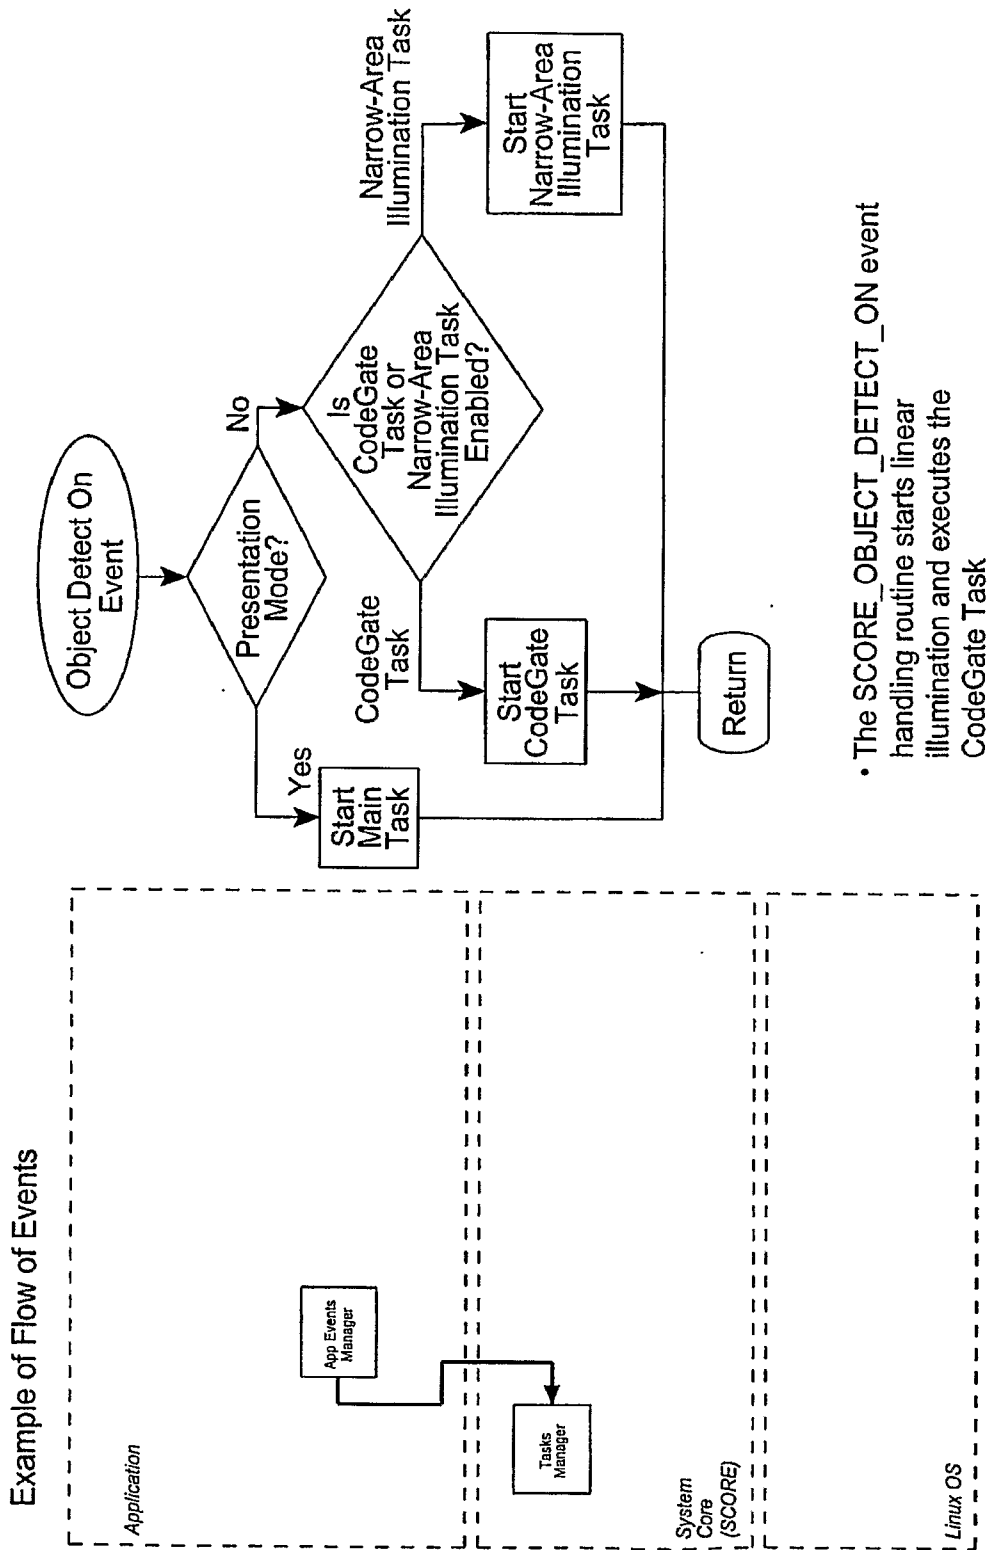 Example of Flow of Events
Application
App Events
Manager
Tasks
Manager
System
Core
(SCORE)
Linux OS
Object Detect On
Event
Presentation
Mode?
Yes
No
Start
Main
Task
Is
CodeGate
Task or
Narrow-Area
Illumination Task
Enabled?
CodeGate
Task
Narrow-Area
Illumination Task
Start
CodeGate
Task
Start
Narrow-Area
Illumination
Task
Return
• The SCORE_OBJECT_DETECT_ON event
handling routine starts linear
illumination and executes the
CodeGate Task